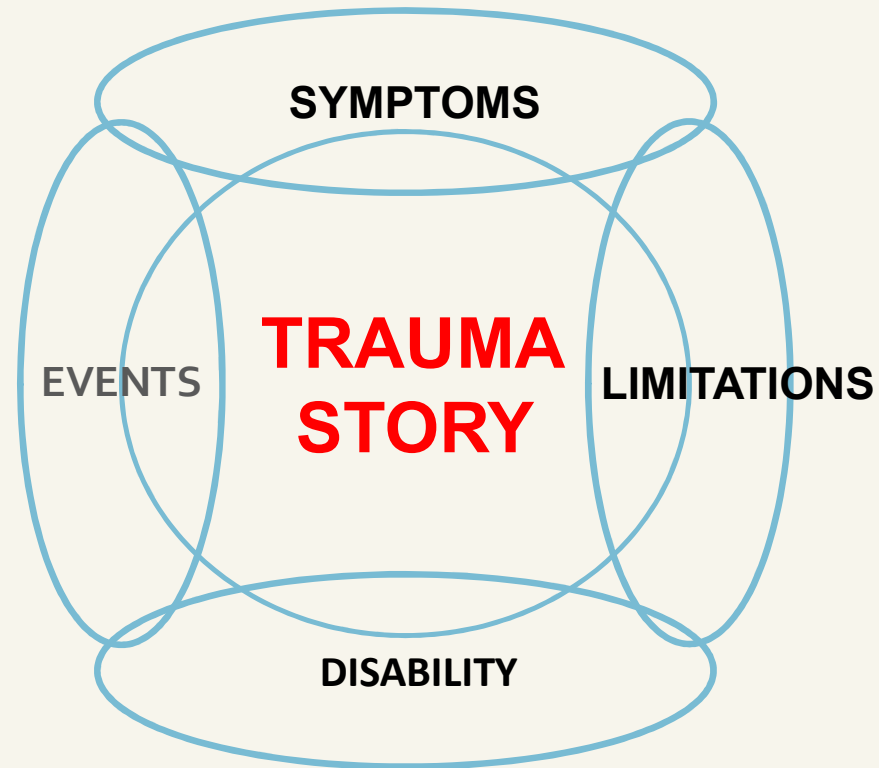 SYMPTOMS
TRAUMA
STORY
EVENTS
LIMITATIONS
DISABILITY